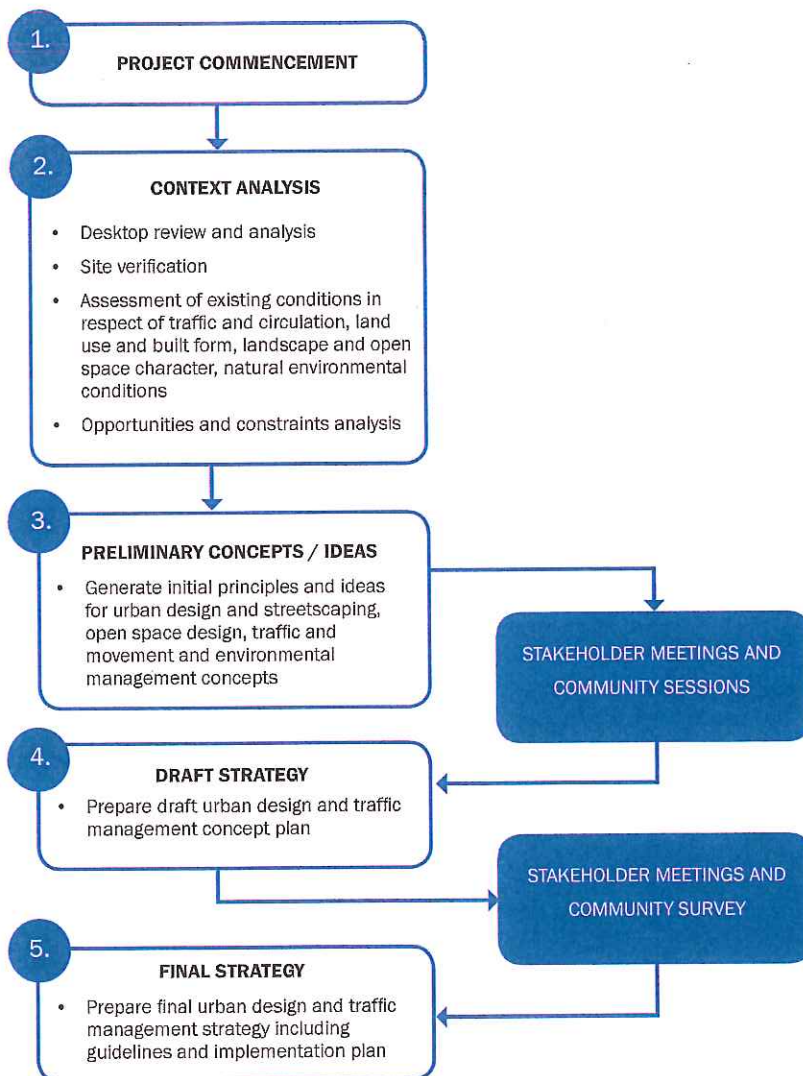 1.
PROJECT COMMENCEMENT
2.
CONTEXT ANALYSIS
• Desktop review and analysis
• Site verification
• Assessment of existing conditions in
respect of traffic and circulation, land
use and built form, landscape and open
space character, natural environmental
conditions
• Opportunities and constraints analysis
3.
PRELIMINARY CONCEPTS / IDEAS
• Generate initial principles and ideas
for urban design and streetscaping,
open space design, traffic and
movement and environmental
management concepts
STAKEHOLDER MEETINGS AND
COMMUNITY SESSIONS
4.
DRAFT STRATEGY
• Prepare draft urban design and traffic
management concept plan
STAKEHOLDER MEETINGS AND
COMMUNITY SURVEY
5.
FINAL STRATEGY
• Prepare final urban design and traffic
management strategy including
guidelines and implementation plan